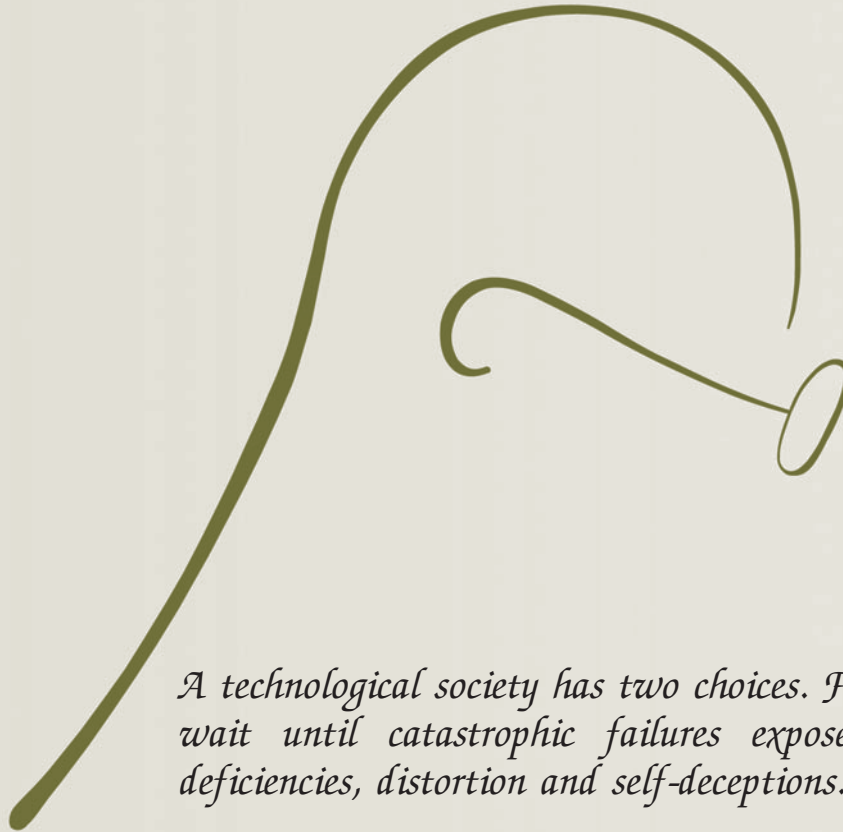 A technological society has two choices.
wait until catastrophic failures expose
deficiencies, distortion and self-deceptions.